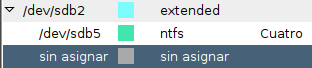 /dev/sdb2 extended
/dev/sdb5 ntfs Cuatro
sin asignar sin asignar